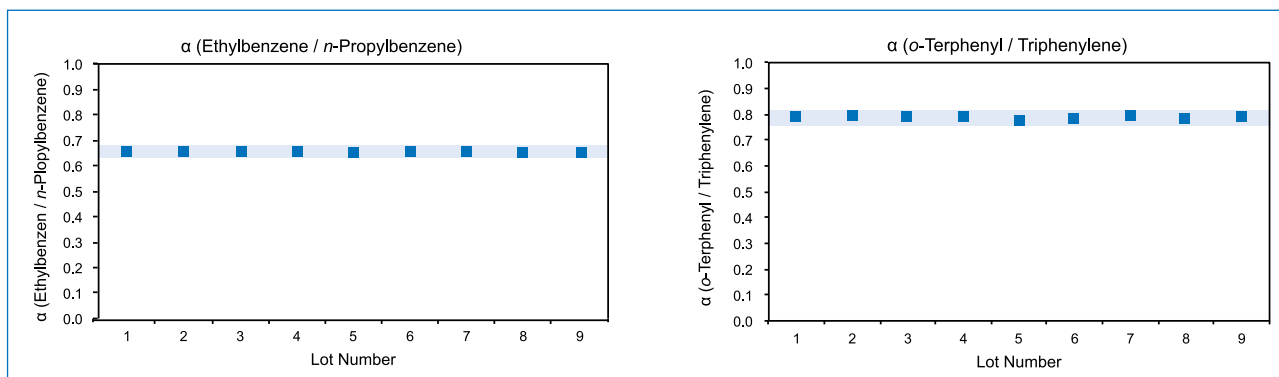 α (Ethylbenzene / n-Propylbenzene)
α (Ethylbenzen / n-Plopylbenzene)
1.0
0.9
0.8
0.7
0.6
0.5
0.4
0.3
0.2
0.1
0.0
1 2 3 4 5 6 7 8 9
Lot Number
α (o-Terphenyl / Triphenylene)
α (o-Terphenyl / Triphenylene)
1.0
0.9
0.8
0.7
0.6
0.5
0.4
0.3
0.2
0.1
0.0
1 2 3 4 5 6 7 8 9
Lot Number